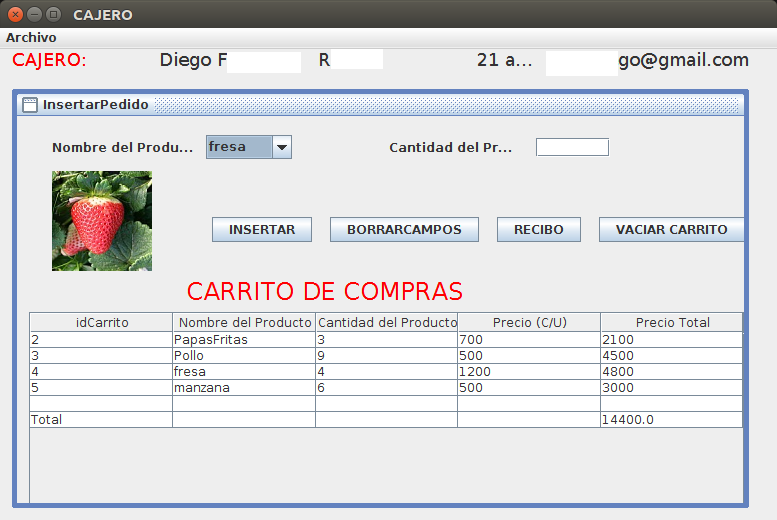 CAJERO
Archivo
CAJERO: Diego F R 21 a... go@gmail.com
InsertarPedido
Nombre del Produ... fresa Cantidad del Pr...
INSERTAR BORRARCAMPOS RECIBO VACIAR CARRITO
CARRITO DE COMPRAS
idCarrito Nombre del Producto Cantidad del Producto Precio (C/U) Precio Total
2 PapasFritas 3 700 2100
3 Pollo 9 500 4500
4 fresa 4 1200 4800
5 manzana 6 500 3000
Total 14400.0